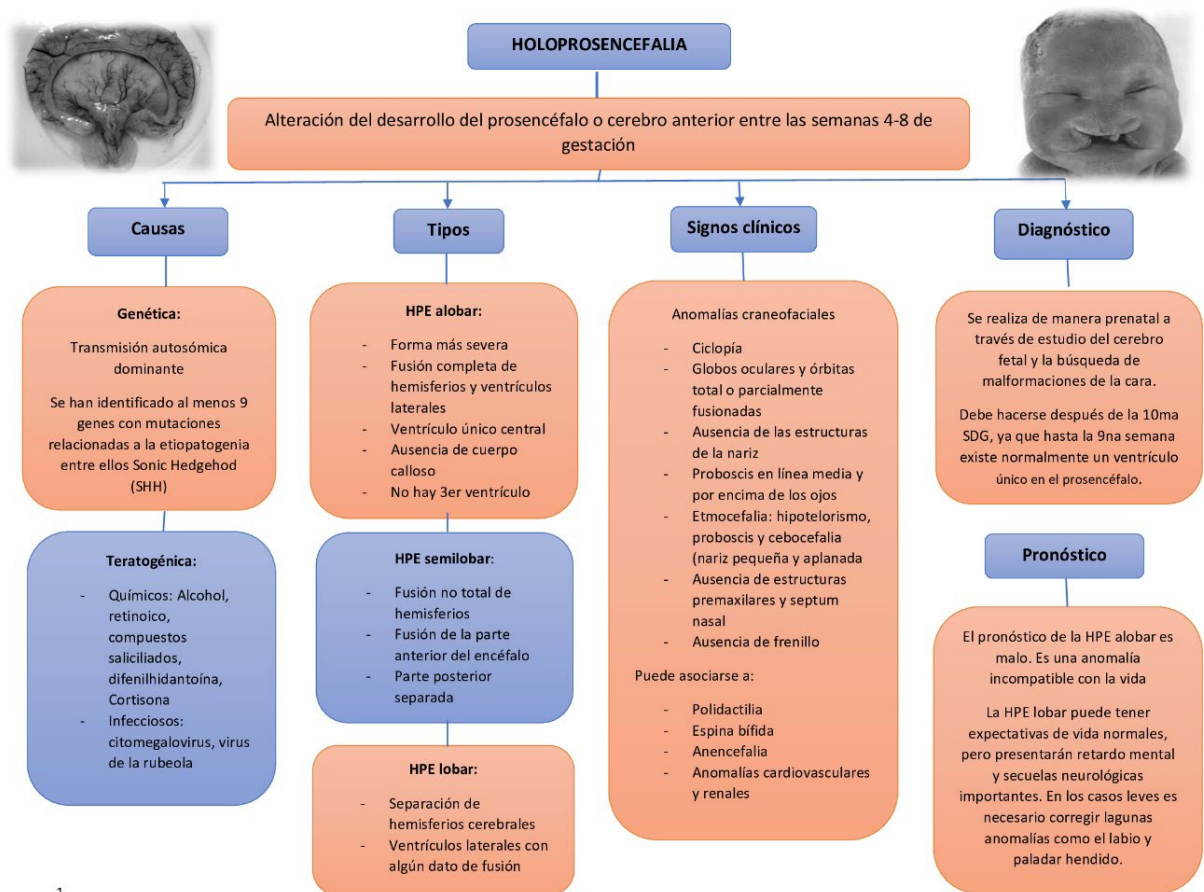 HOLOPROSENCEFALIA
Alteración del desarrollo del prosencéfalo o cerebro anterior entre las semanas 4-8 de
gestación
Causas
Genética:
Transmisión autosómica
dominante
Se han identificado al menos 9
genes con mutaciones
relacionadas a la etiopatogenia
entre ellos Sonic Hedgehod
(SHH)
Teratogénica:
- Químicos: Alcohol,
retinoico,
compuestos
saliciliados,
difenilhidantoína,
Cortisona
- Infecciosos:
citomegalovirus, virus
de la rubeola
Tipos
HPE alobar:
- Forma más severa
- Fusión completa de
hemisferios y ventrículos
laterales
- Ventrículo único central
- Ausencia de cuerpo
calloso
- No hay 3er ventrículo
HPE semilobar:
- Fusión no total de
hemisferios
- Fusión de la parte
anterior del encéfalo
- Parte posterior
separada
HPE lobar:
- Separación de
hemisferios cerebrales
- Ventrículos laterales con
algún dato de fusión
Signos clínicos
Anomalías craneofaciales
- Ciclopía
- Globos oculares y órbitas
total o parcialmente
fusionadas
- Ausencia de las estructuras
de la nariz
- Proboscis en línea media y
por encima de los ojos
- Etmocefalia: hipotelorismo,
proboscis y cebocefalia
(nariz pequeña y aplanada
- Ausencia de estructuras
premaxilares y septum
nasal
- Ausencia de frenillo
Puede asociarse a:
- Polidactilia
- Espina bífida
- Anencefalia
- Anomalías cardiovasculares
y renales
Diagnóstico
Se realiza de manera prenatal a
través de estudio del cerebro
fetal y la búsqueda de
malformaciones de la cara.
Debe hacerse después de la 10ma
SDG, ya que hasta la 9na semana
existe normalmente un ventrículo
único en el prosencéfalo.
Pronóstico
El pronóstico de la HPE alobar es
malo. Es una anomalía
incompatible con la vida
La HPE lobar puede tener
expectativas de vida normales,
pero presentarán retardo mental
y secuelas neurológicas
importantes. En los casos leves es
necesario corregir lagunas
anomalías como el labio y
paladar hendido.
1